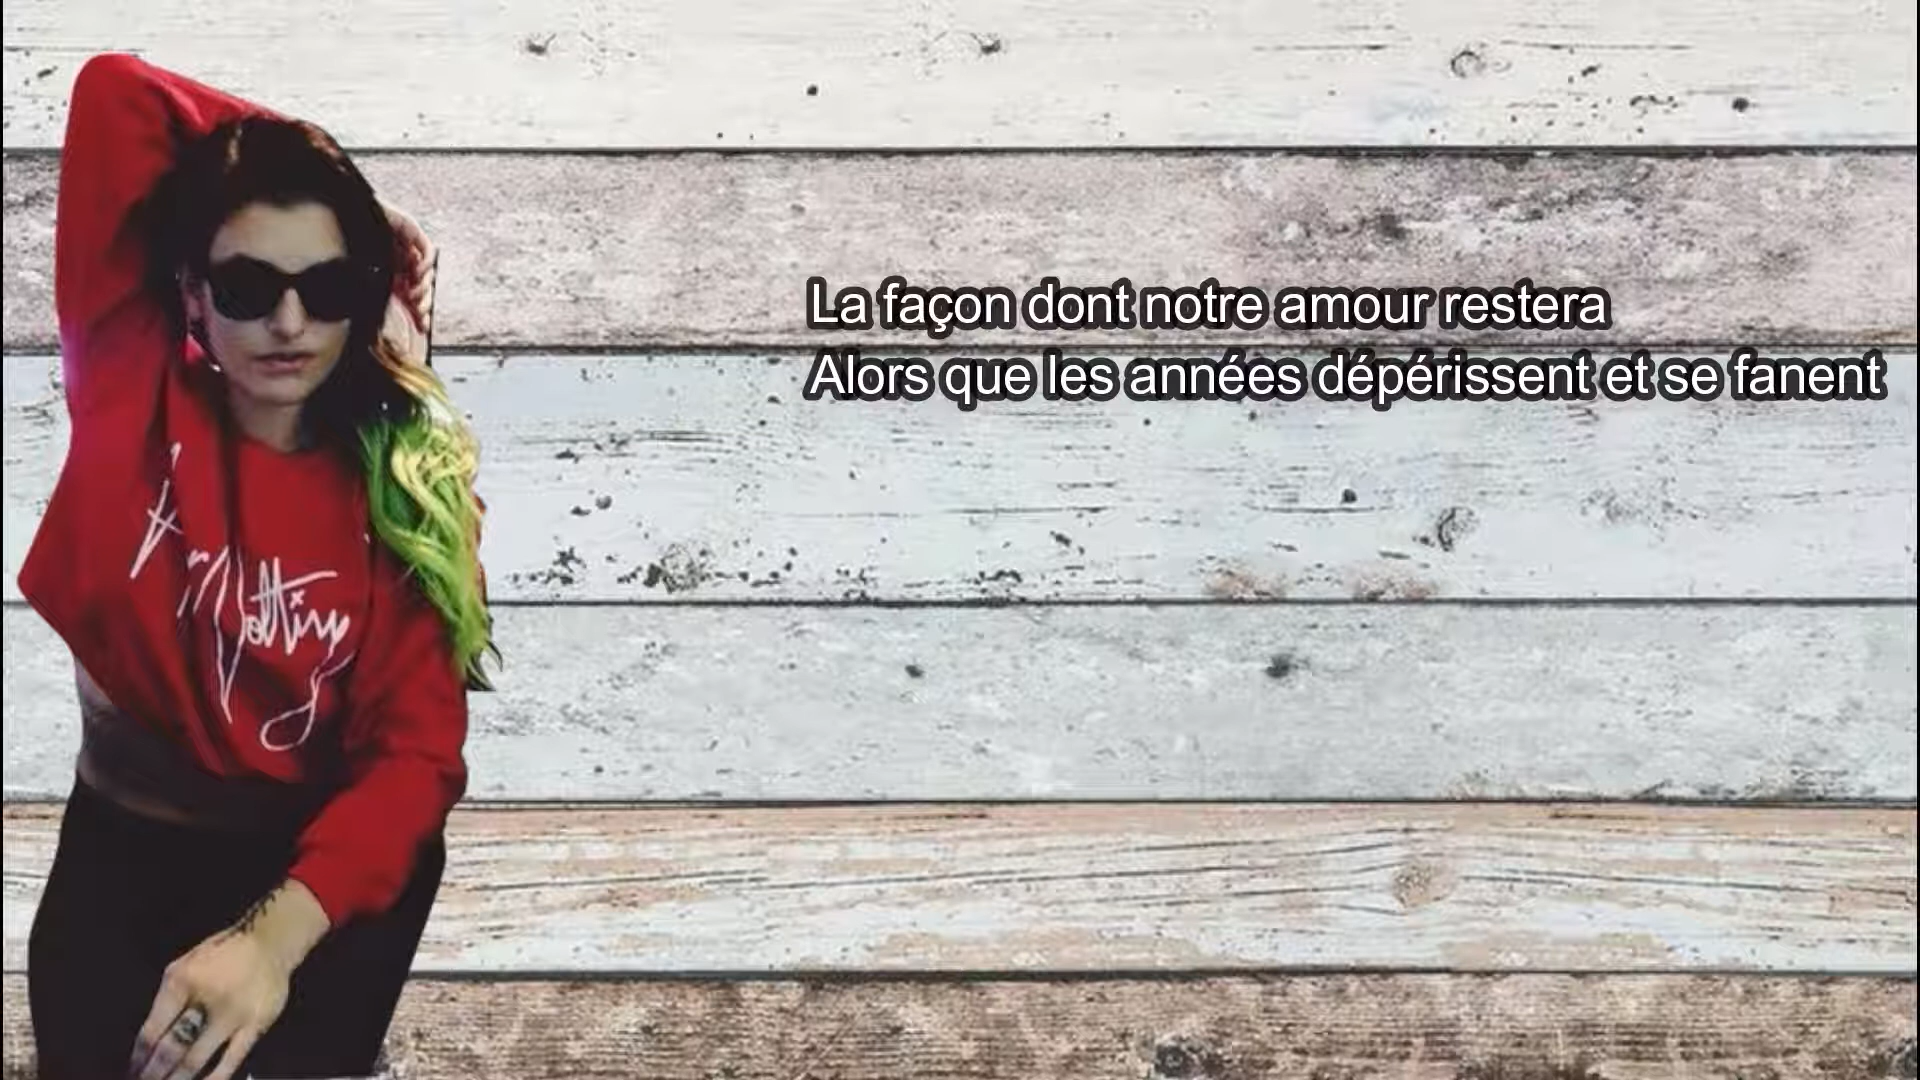 La façon dont notre amour restera
Alors que les années dépérissent et se fanent